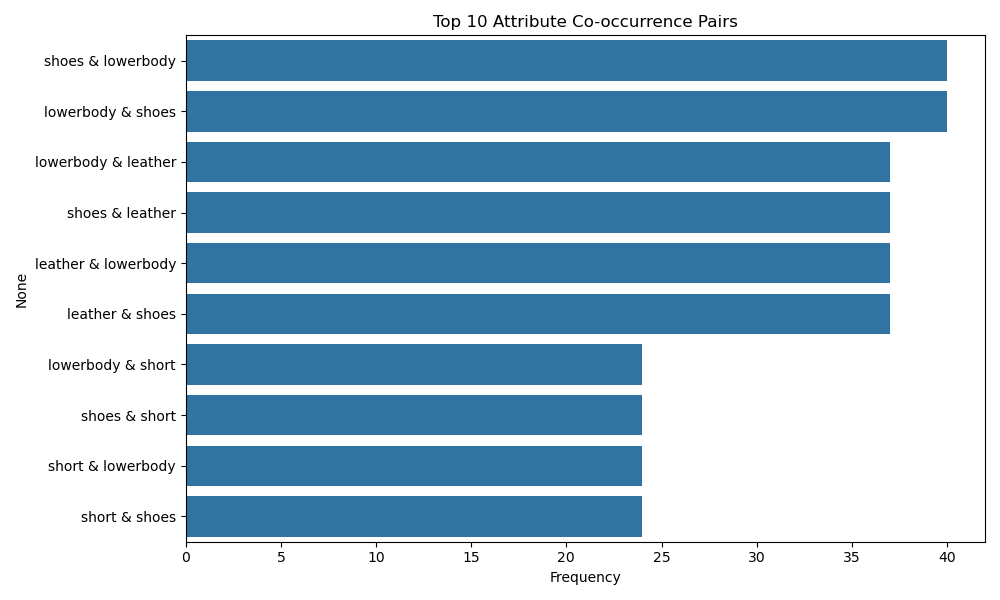 Top 10 Attribute Co-occurrence Pairs
shoes & lowerbody
lowerbody & shoes
lowerbody & leather
shoes & leather
leather & lowerbody
leather & shoes
lowerbody & short
shoes & short
short & lowerbody
short & shoes
None
0 5 10 15 20 25 30 35 40
Frequency